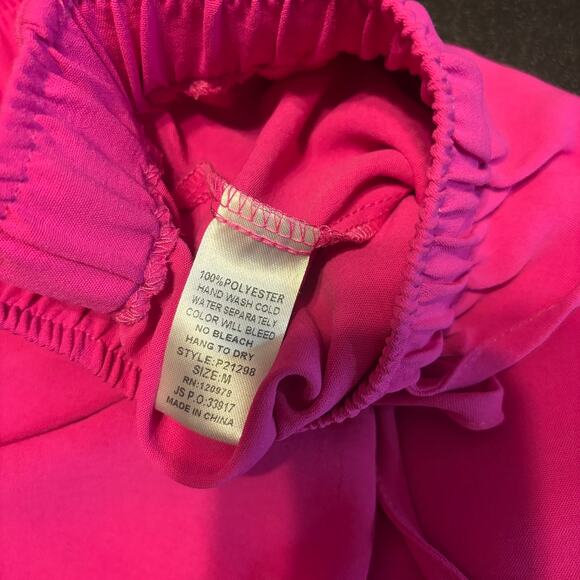 100% POLYESTER
HAND WASH COLD
WATER SEPARATELY
COLOR WILL BLEED
NO BLEACH
HANG TO DRY
STYLE:P21298
SIZE:M
RN:120978
JS P.O:33917
MADE IN CHINA